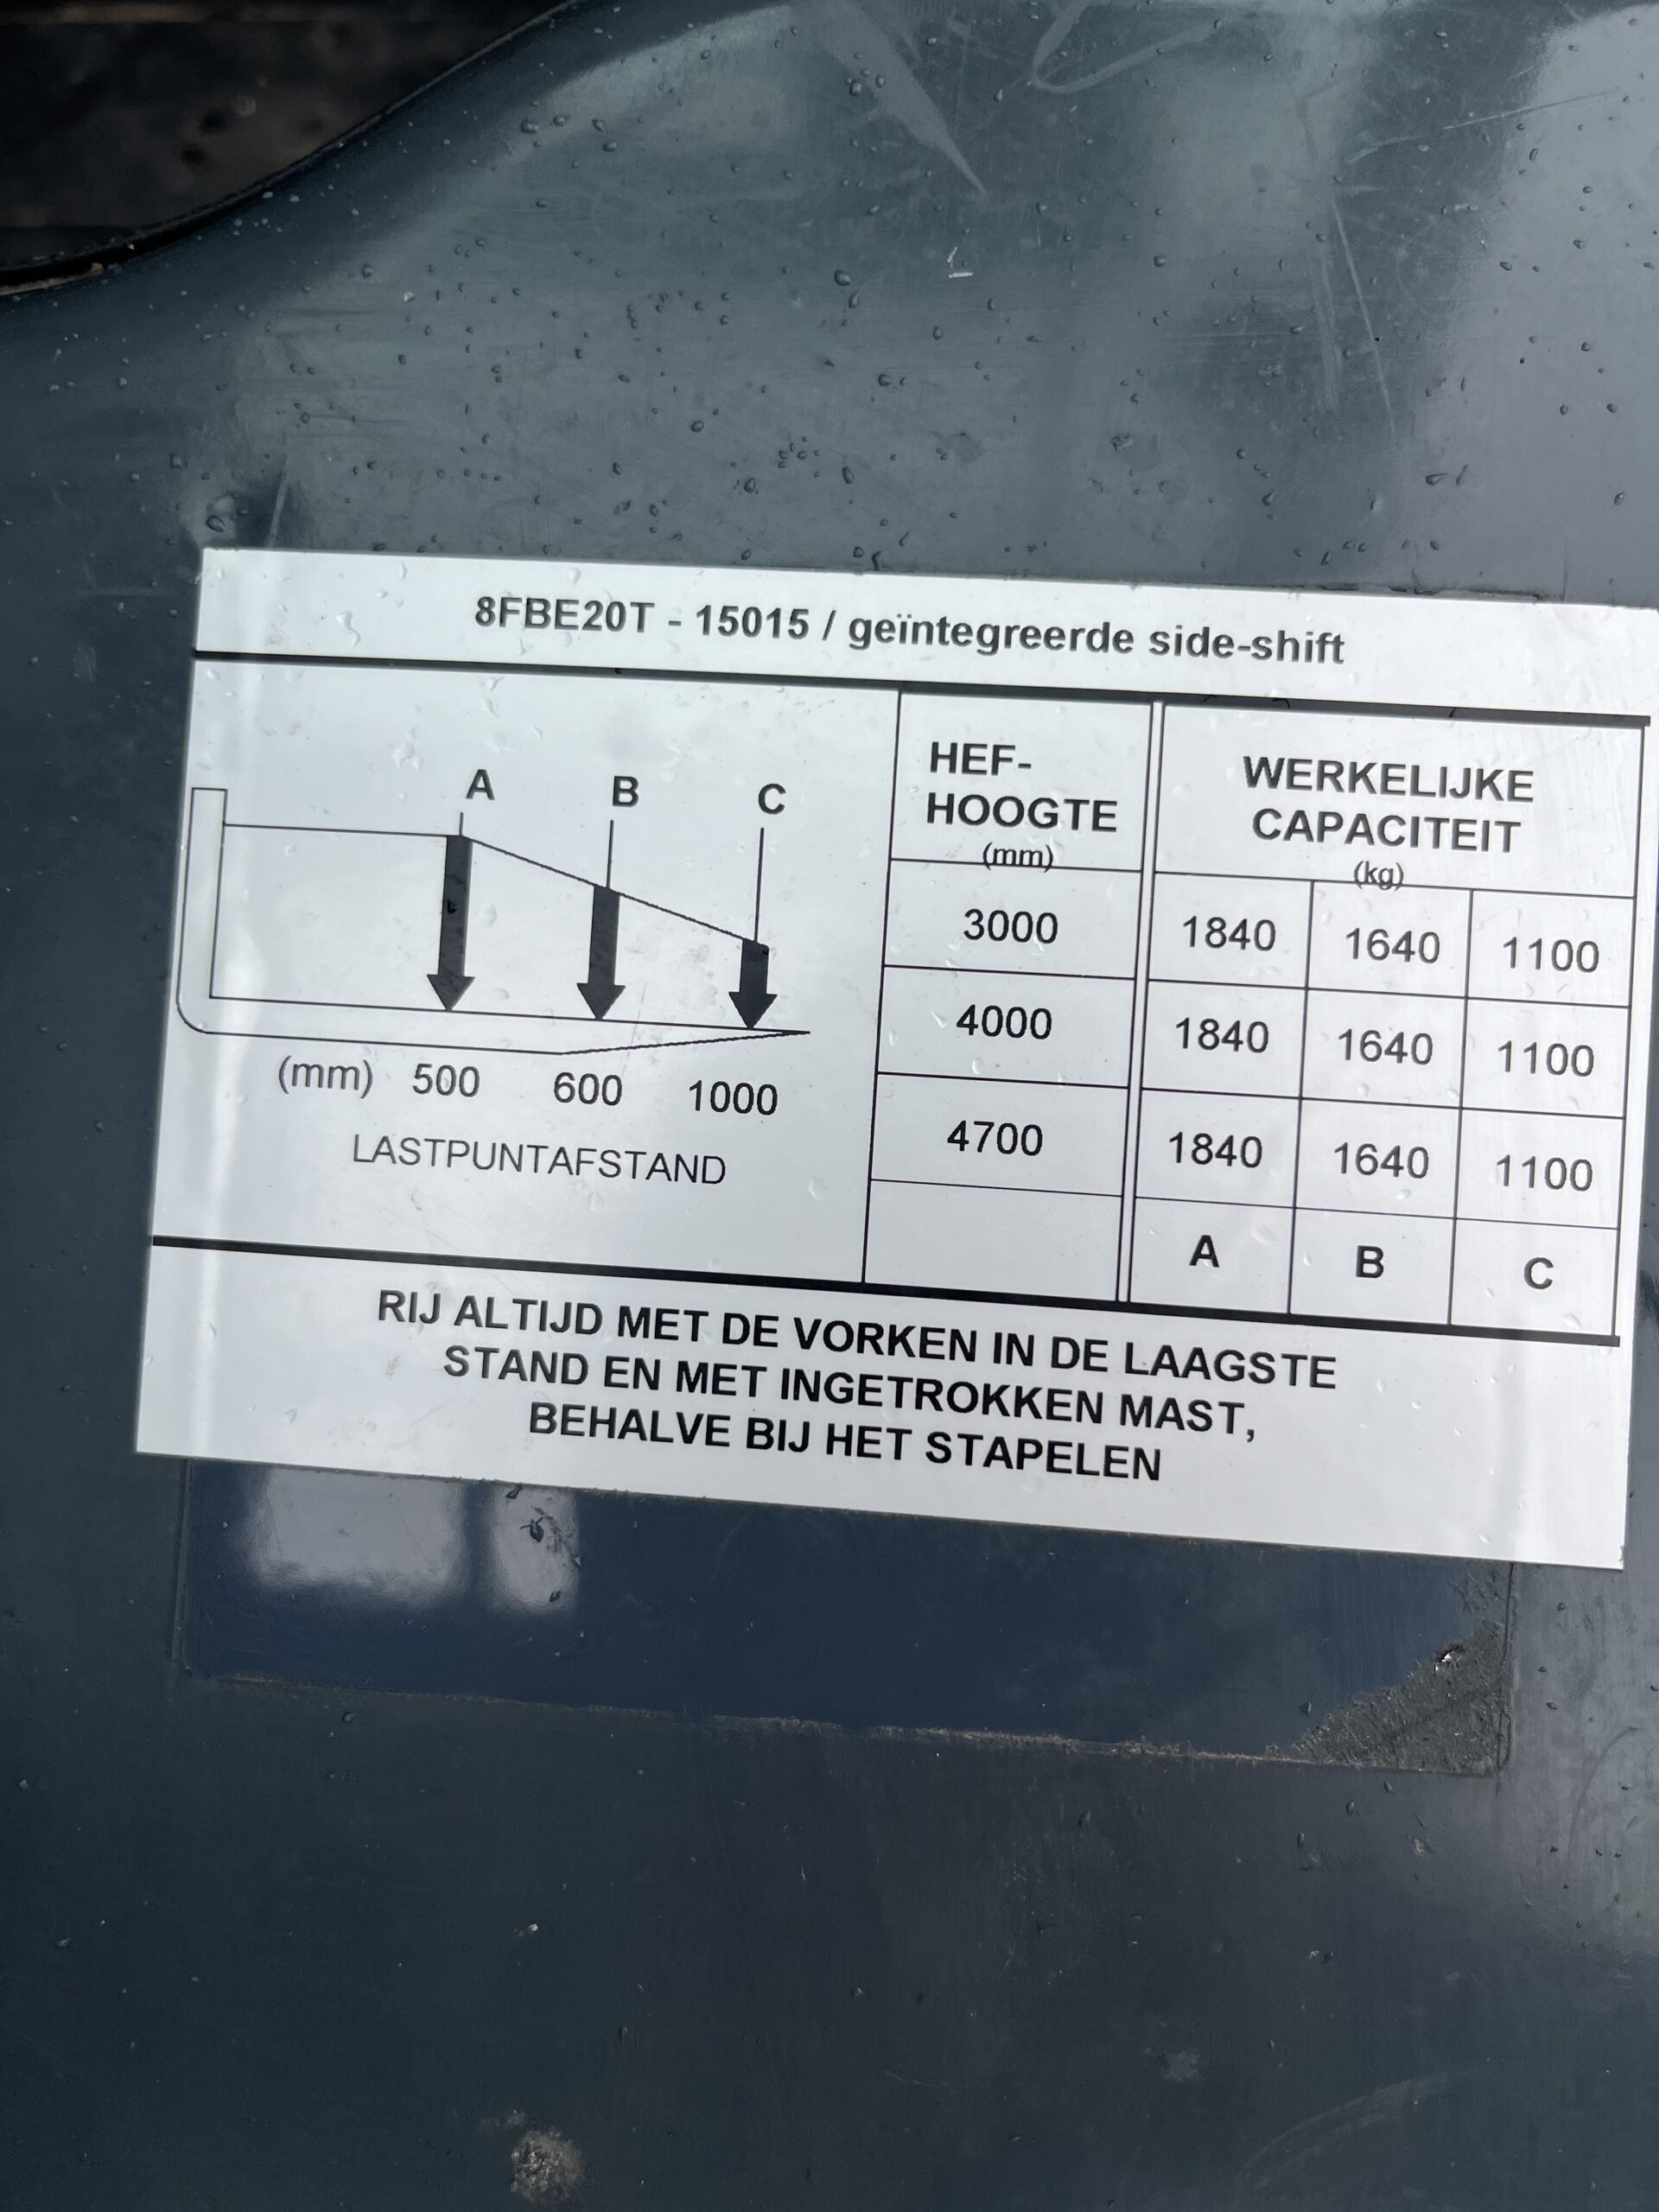 8FBE20T - 15015 / geïntegreerde side-shift
A B C
(mm) 500 600 1000
LASTPUNTAFSTAND
HEF-
HOOGTE
(mm)
WERKELIJKE
CAPACITEIT
(kg)
3000 1840 1640 1100
4000 1840 1640 1100
4700 1840 1640 1100
A B C
RIJ ALTIJD MET DE VORKEN IN DE LAAGSTE
STAND EN MET INGETROKKEN MAST,
BEHALVE BIJ HET STAPELEN